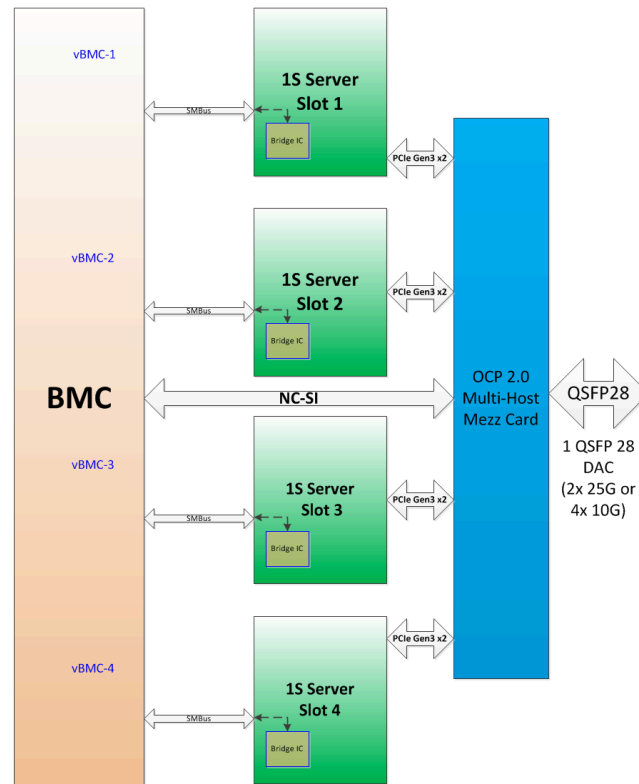 vBMC-1
1S Server
Slot 1
SMBus
Bridge IC
PCIe Gen3 x2
vBMC-2
1S Server
Slot 2
PCIe Gen3 x2
SMBus
Bridge IC
OCP 2.0
Multi-Host
Mezz Card
BMC
NC-SI
QSFP28
1 QSFP 28
DAC
(2x 25G or
4x 10G)
vBMC-3
1S Server
Slot 3
PCIe Gen3 x2
SMBus
Bridge IC
PCIe Gen3 x2
vBMC-4
1S Server
Slot 4
SMBus
Bridge IC